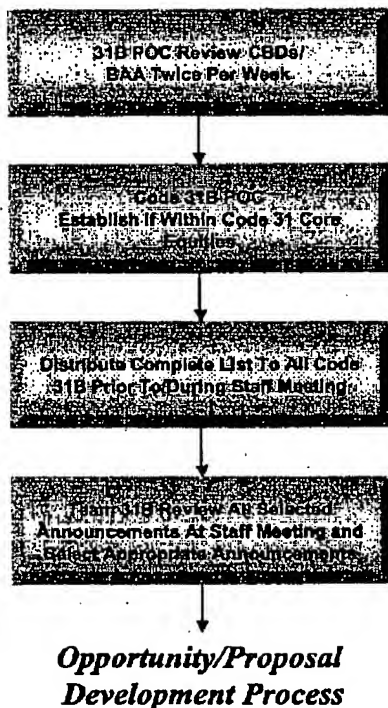 31B POC Review CBDs/
BAA Twice Per Week
Code 31B POC
Establish If Within Code 31 Core
Equities
Distribute Complete List To All Code
31B Prior To/During Staff Meeting
Team 31B Review All Selected
Announcements At Staff Meeting and
Select Appropriate Announcements
Opportunity/Proposal
Development Process